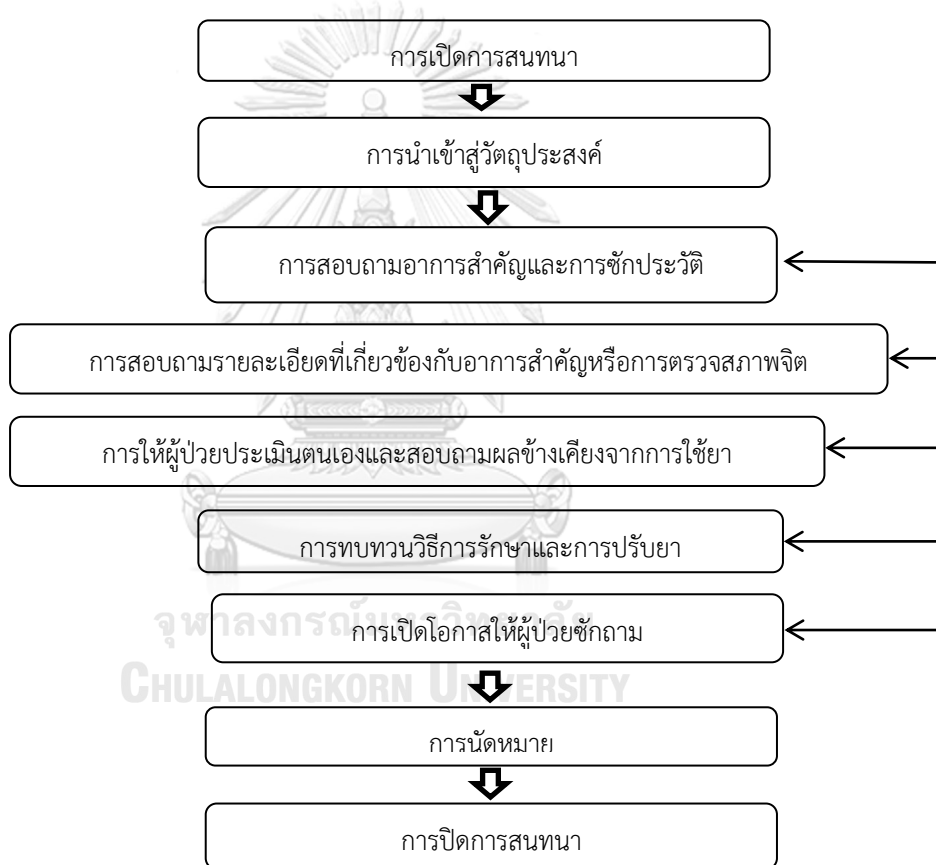 การเปิดการสนทนา
การนำเข้าสู่วัตถุประสงค์
การสอบถามอาการสำคัญและการซักประวัติ
การสอบถามรายละเอียดที่เกี่ยวข้องกับอาการสำคัญหรือการตรวจสภาพจิต
การให้ผู้ป่วยประเมินตนเองและสอบถามผลข้างเคียงจากการใช้ยา
การทบทวนวิธีการรักษาและการปรับยา
จุฬาลงกรณ์มหาวิทยาลัย
การเปิดโอกาสให้ผู้ป่วยซักถาม
CHULALONGKORN UNIVERSITY
การนัดหมาย
การปิดการสนทนา